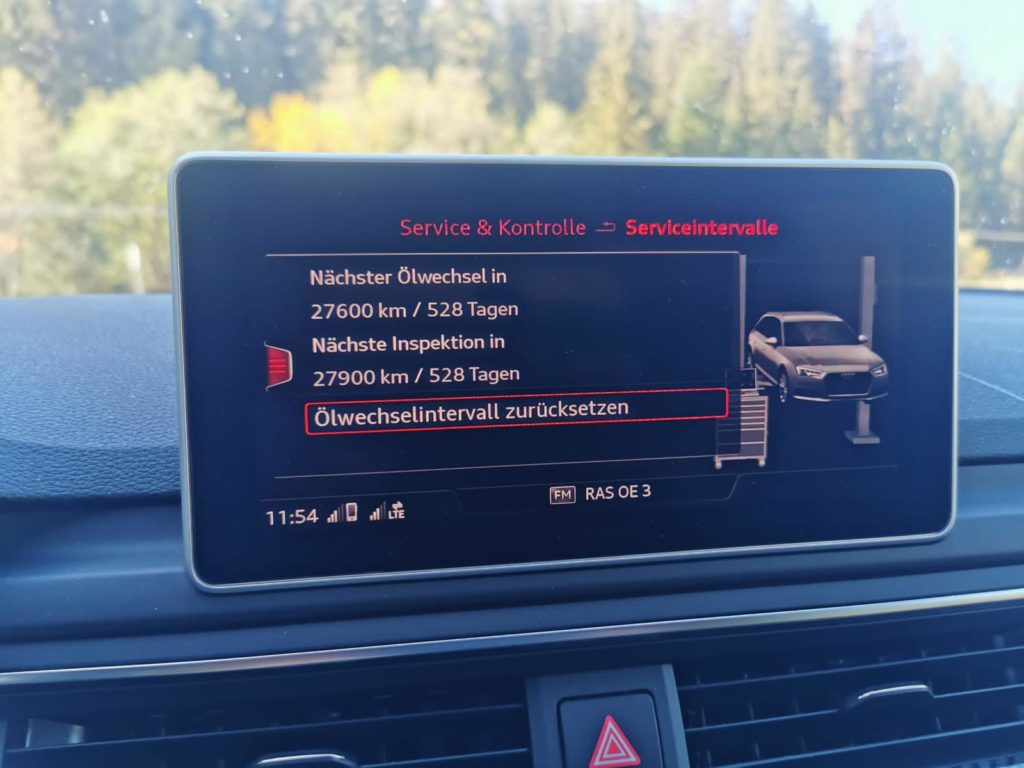 Service & Kontrolle Serviceintervalle
Nächster Ölwechsel in
27600 km / 528 Tagen
Nächste Inspektion in
27900 km / 528 Tagen
Ölwechselintervall zurücksetzen
FM RAS OE 3
11:54 LTE